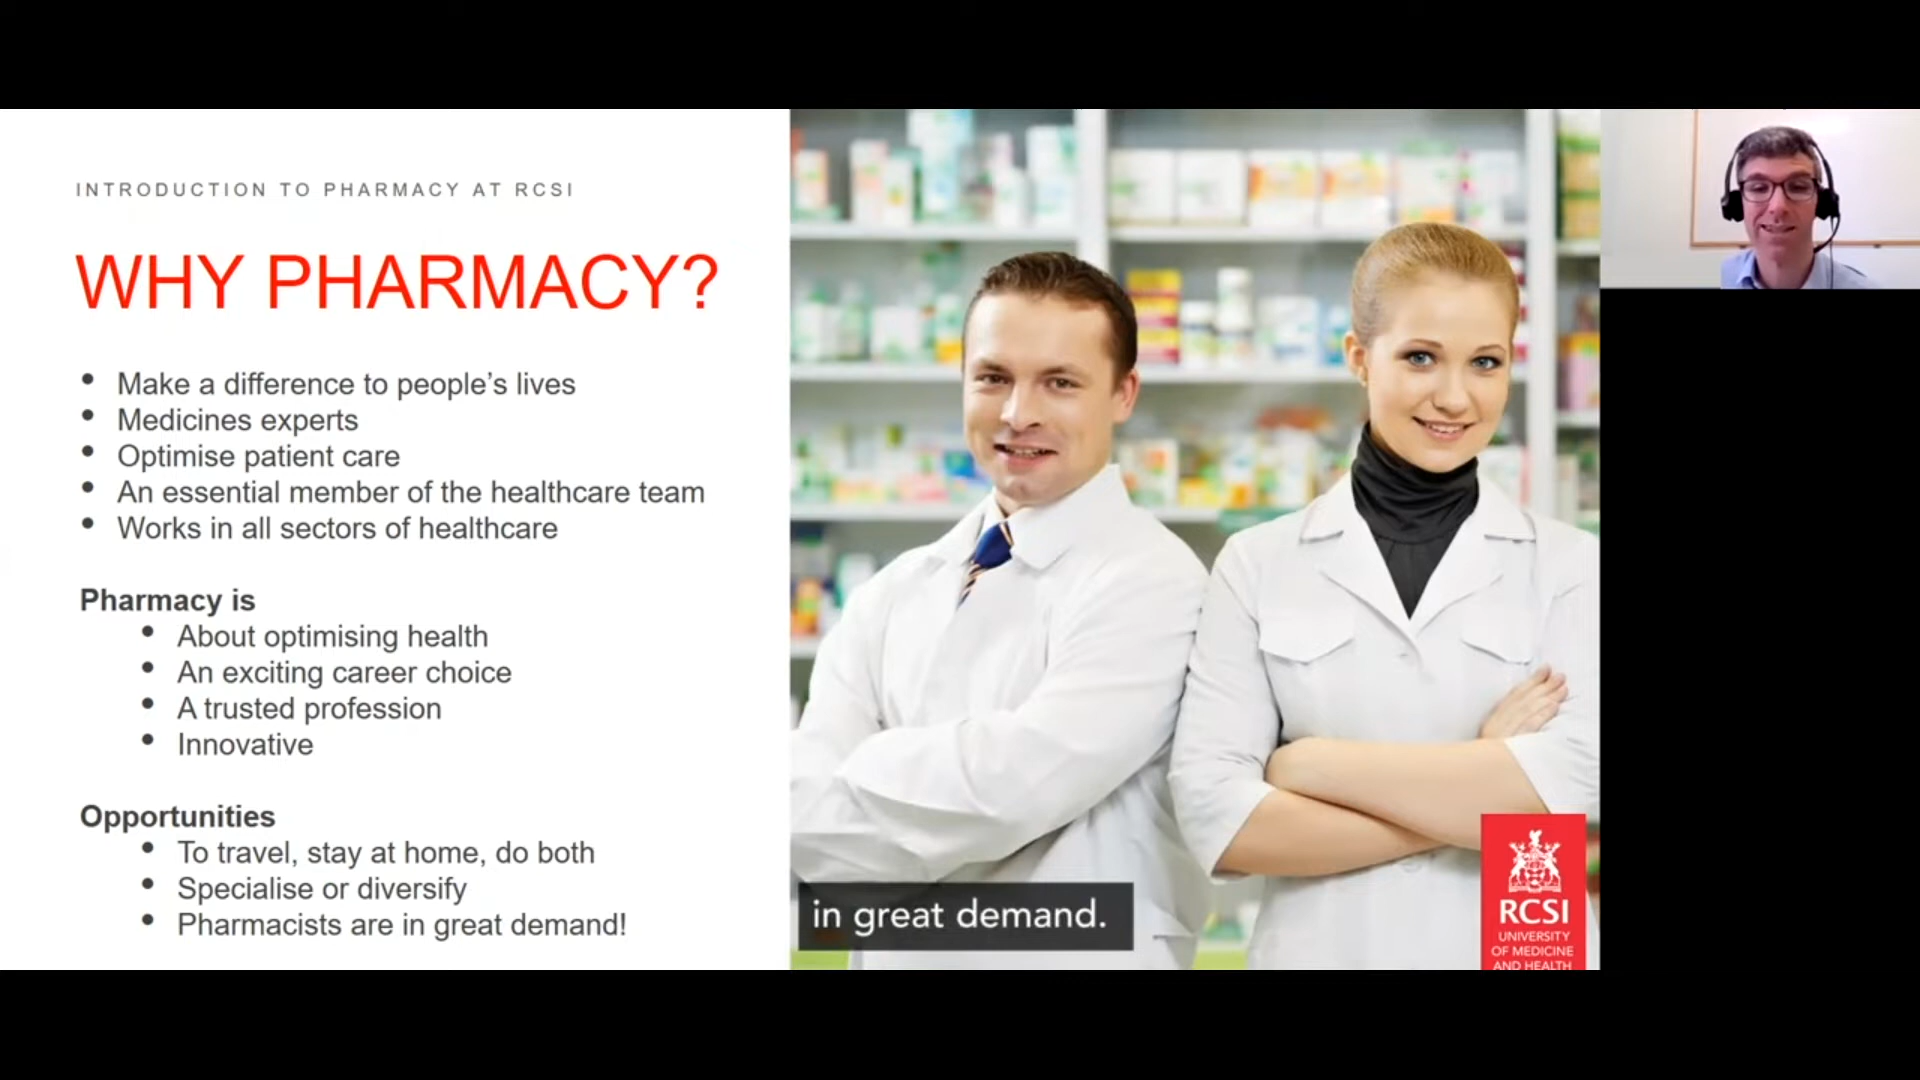 INTRODUCTION TO PHARMACY AT RCSI
WHY PHARMACY?
• Make a difference to people’s lives
• Medicines experts
• Optimise patient care
• An essential member of the healthcare team
• Works in all sectors of healthcare
Pharmacy is
• About optimising health
• An exciting career choice
• A trusted profession
• Innovative
Opportunities
• To travel, stay at home, do both
• Specialise or diversify
• Pharmacists are in great demand!
in great demand.
RCSI
UNIVERSITY
OF MEDICINE
AND HEALTH